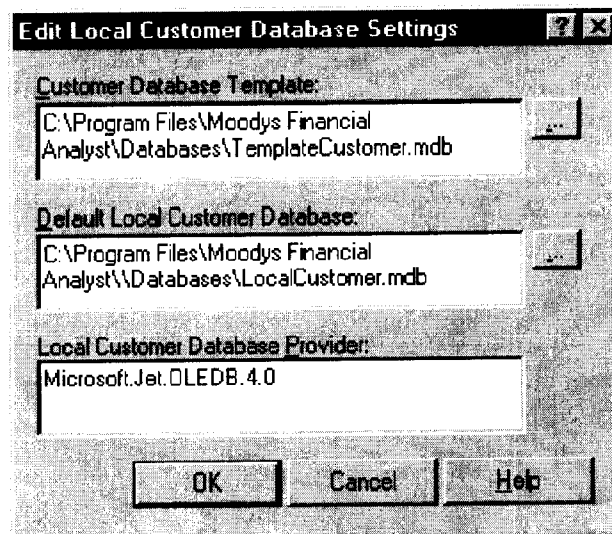 Edit Local Customer Database Settings ? X
Customer Database Template:
C:\Program Files\Moodys Financial
Analyst\Databases\TemplateCustomer.mdb
...
Default Local Customer Database:
C:\Program Files\Moodys Financial
Analyst\\Databases\LocalCustomer.mdb
...
Local Customer Database Provider:
Microsoft.Jet.OLEDB.4.0
OK Cancel Help